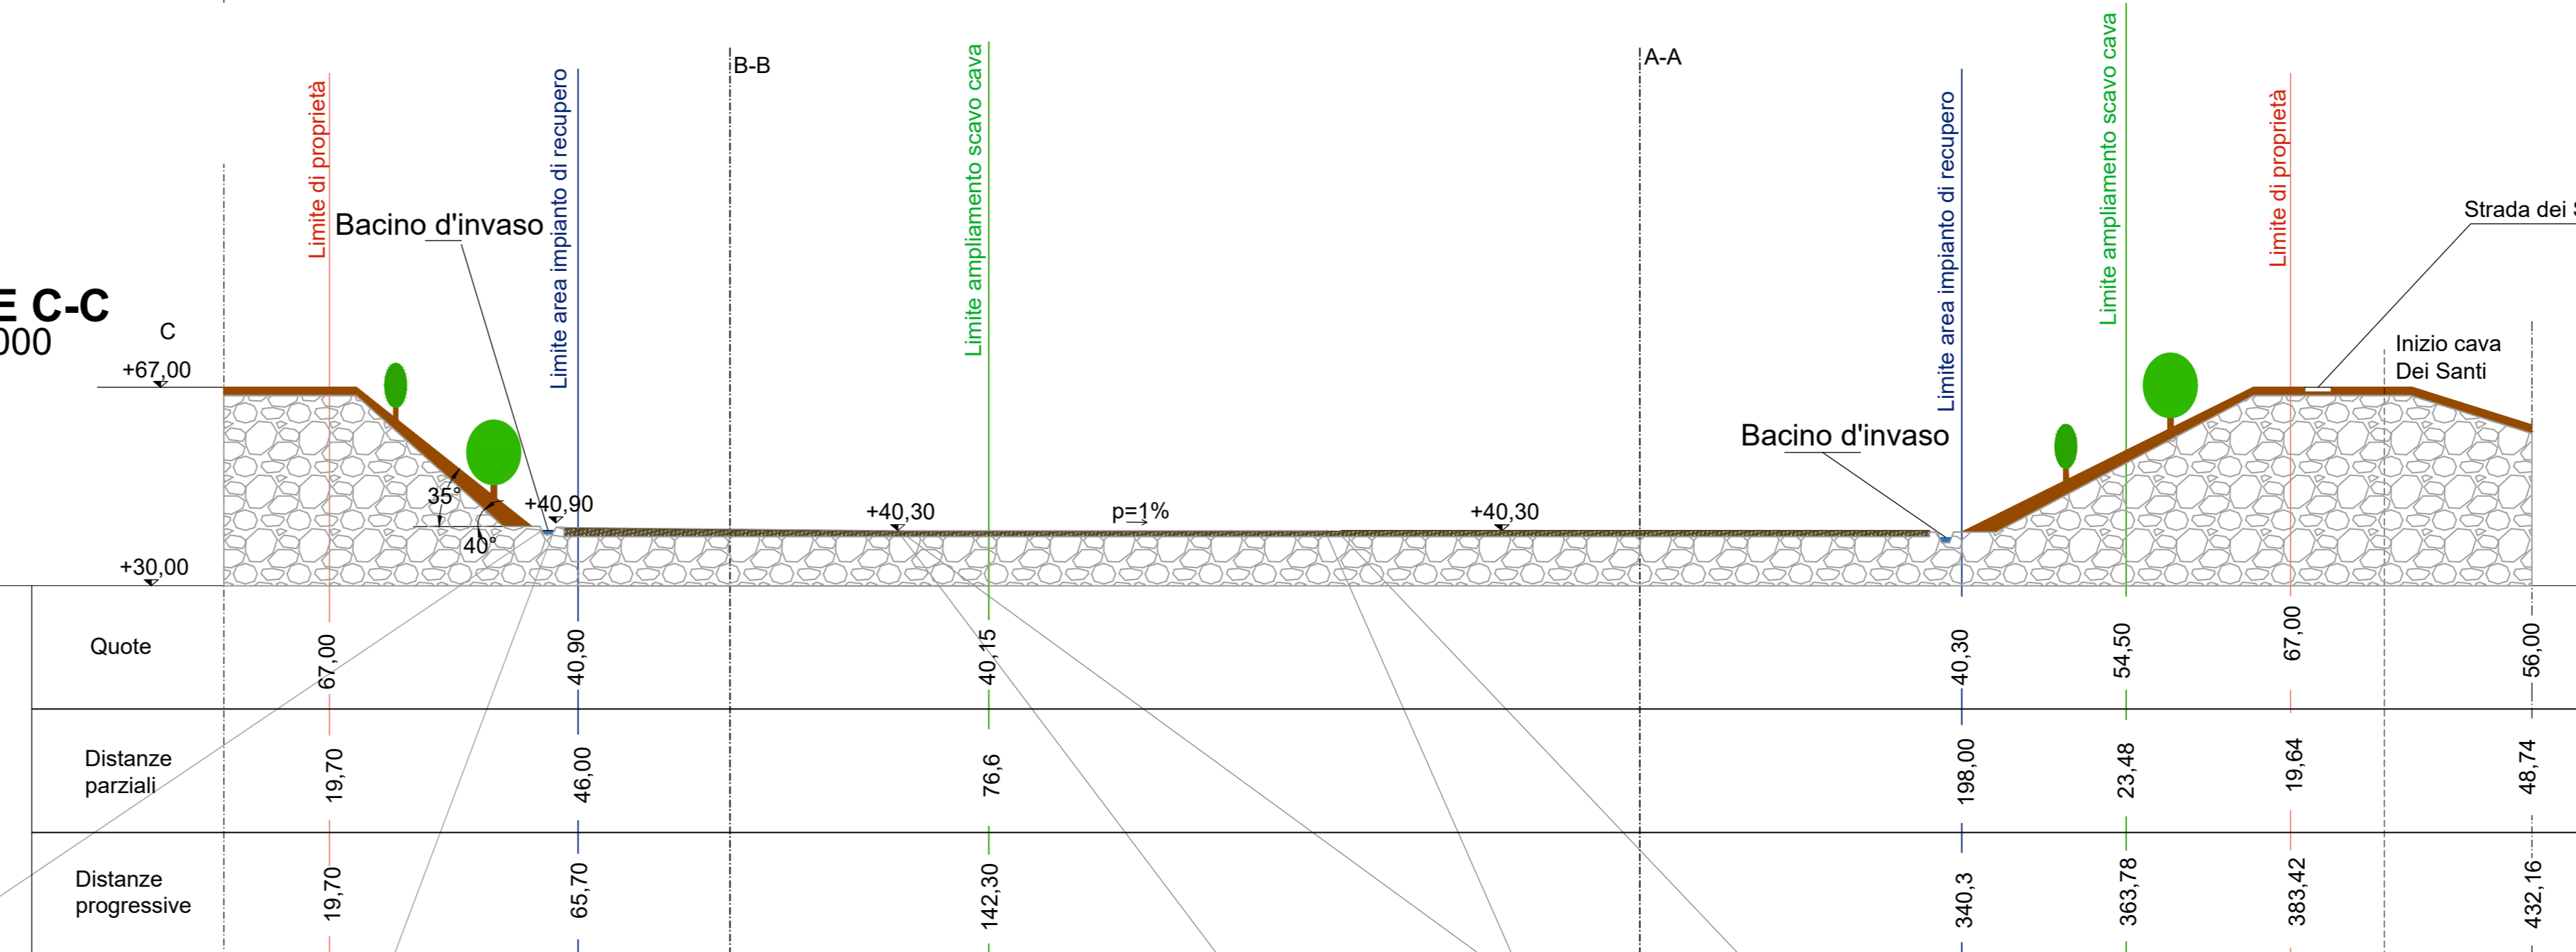 B-B
A-A
Limite di proprietà
Limite area impianto di recupero
Limite ampliamento scavo cava
Limite area impianto di recupero
Limite ampliamento scavo cava
Limite di proprietà
Bacino d'invaso
Strada dei
E C-C
000
C
+67,00
Inizio cava
Dei Santi
Bacino d'invaso
35°
40°
+40,90
+40,30
p=1%
+40,30
+30,00
Quote
67,00
40,90
40,15
40,30
54,50
67,00
56,00
Distanze
parziali
19,70
46,00
76,6
198,00
23,48
19,64
48,74
Distanze
progressive
19,70
65,70
142,30
340,3
363,78
383,42
432,16